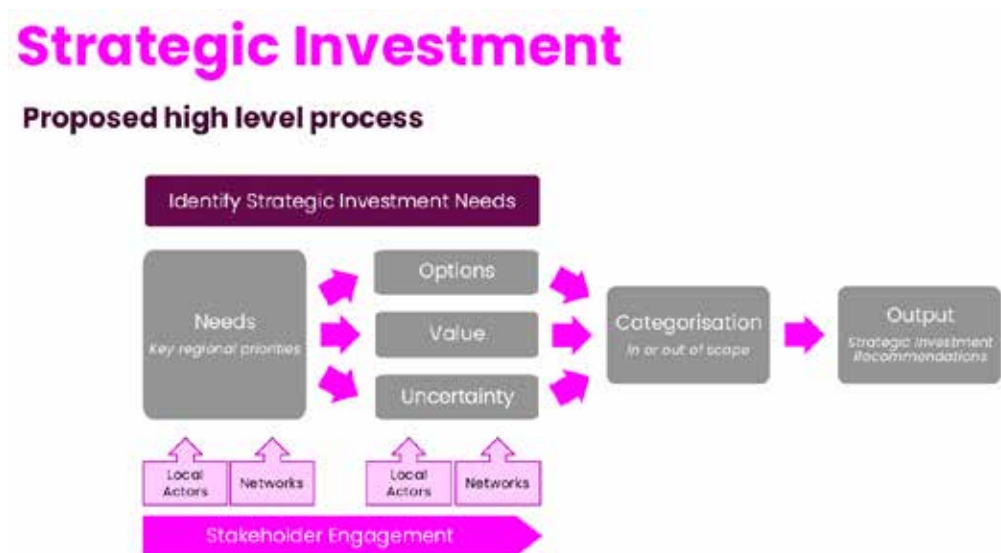 Strategic Investment
Proposed high level process
Identify Strategic Investment Needs
Needs
Key regional priorities
Options
Value
Uncertainty
Categorisation
In or out of scope
Output
Strategic Investment
Recommendations
Local
Actors
Networks
Local
Actors
Networks
Stakeholder Engagement